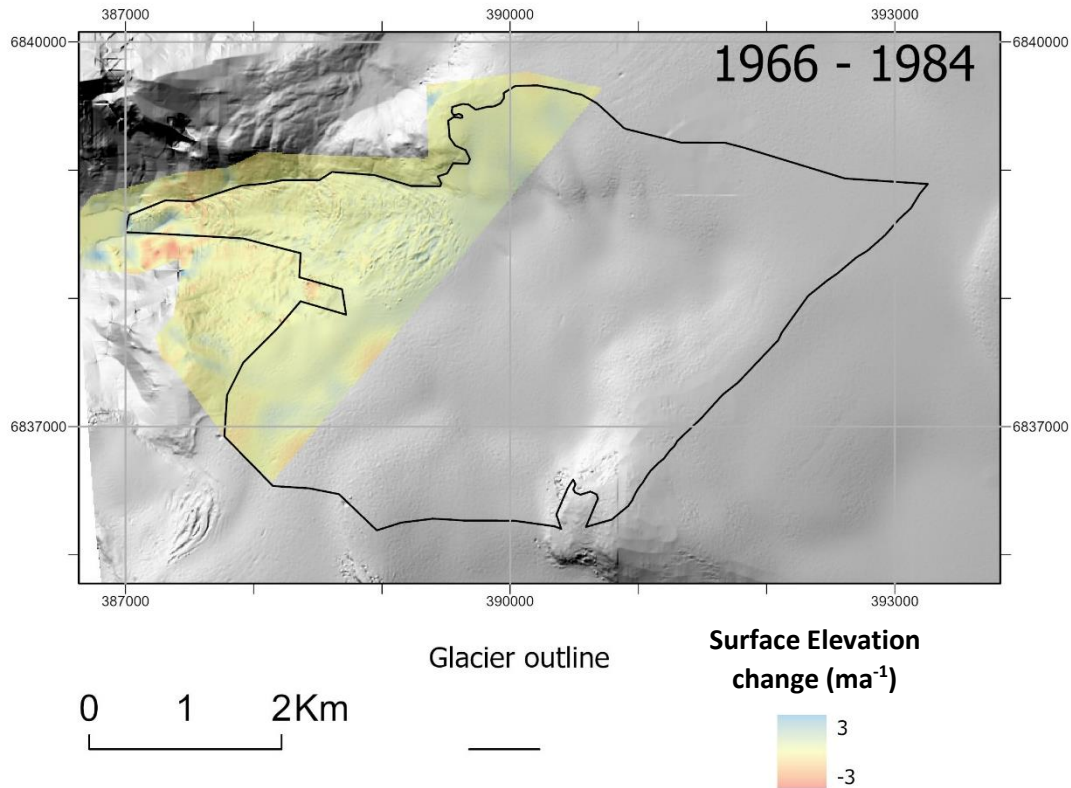 387000 390000 393000
6840000 6840000
1966 - 1984
6837000 6837000
387000 390000 393000
Glacier outline
Surface Elevation
change (ma⁻¹)
0 1 2Km
3
-3